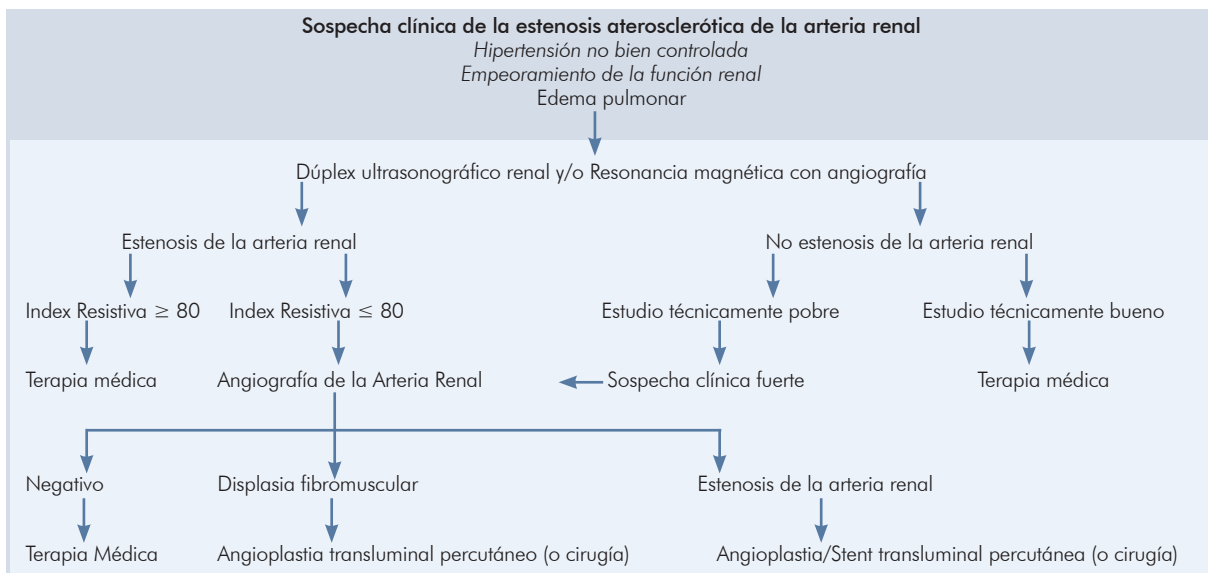 Sospecha clínica de la estenosis aterosclerótica de la arteria renal
Hipertensión no bien controlada
Empeoramiento de la función renal
Edema pulmonar
Dúplex ultrasonográfico renal y/o Resonancia magnética con angiografía
Estenosis de la arteria renal
No estenosis de la arteria renal
Index Resistiva ≥ 80
Index Resistiva ≤ 80
Estudio técnicamente pobre
Estudio técnicamente bueno
Terapia médica
Angiografía de la Arteria Renal
Sospecha clínica fuerte
Terapia médica
Negativo
Displasia fibromuscular
Estenosis de la arteria renal
Terapia Médica
Angioplastia transluminal percutáneo (o cirugía)
Angioplastia/Stent transluminal percutánea (o cirugía)